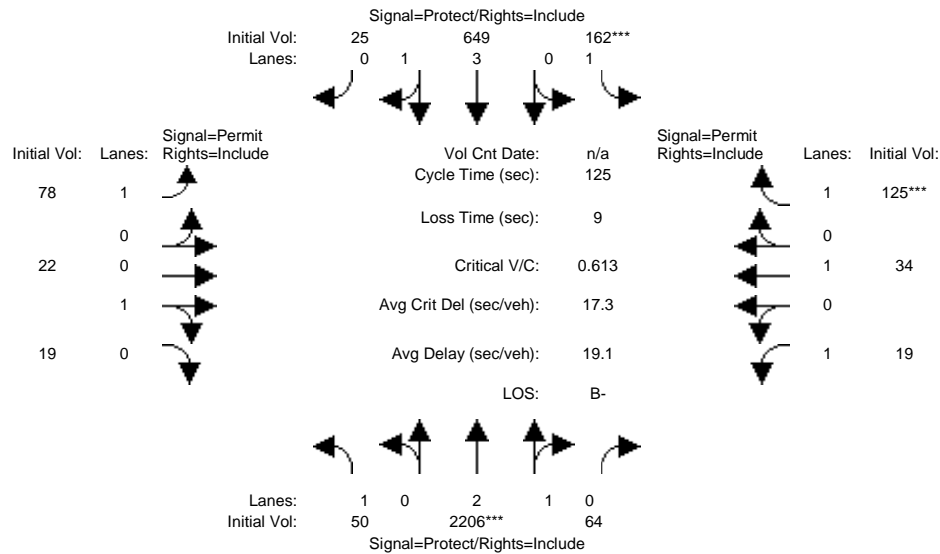 Signal=Protect/Rights=Include
Initial Vol: 25 649 162***
Lanes: 0 1 3 0 1
Signal=Permit Signal=Permit
Initial Vol: Lanes: Rights=Include Vol Cnt Date: n/a Rights=Include Lanes: Initial Vol:
Cycle Time (sec): 125
78 1 1 125***
Loss Time (sec): 9
0 0
22 0 Critical V/C: 0.613 1 34
1 Avg Crit Del (sec/veh): 17.3 0
19 0 Avg Delay (sec/veh): 19.1 1 19
LOS: B-
Lanes: 1 0 2 1 0
Initial Vol: 50 2206*** 64
Signal=Protect/Rights=Include